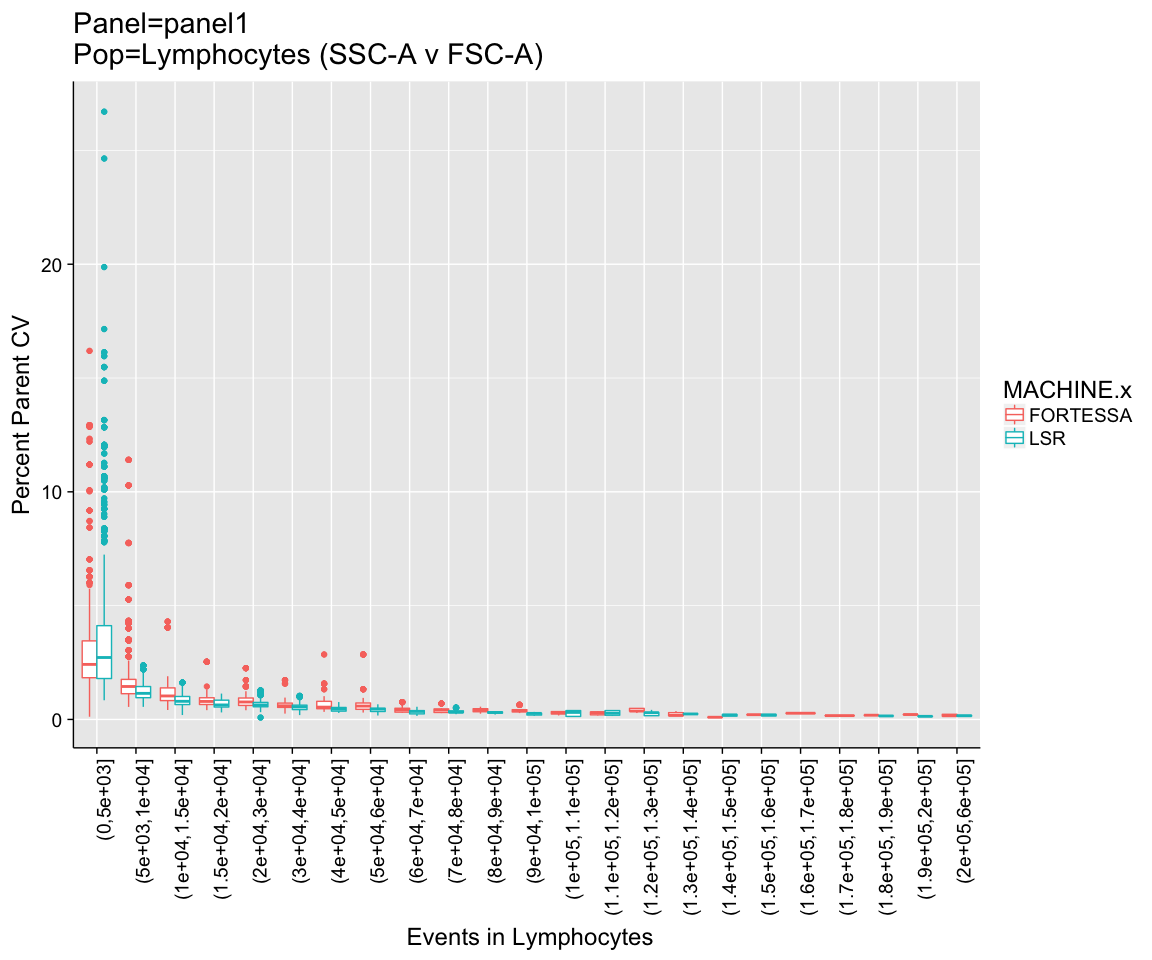 Panel=panel1
Pop=Lymphocytes (SSC-A v FSC-A)
Percent Parent CV
20
10
0
(0,5e+03]
(5e+03,1e+04]
(1e+04,1.5e+04]
(1.5e+04,2e+04]
(2e+04,3e+04]
(3e+04,4e+04]
(4e+04,5e+04]
(5e+04,6e+04]
(6e+04,7e+04]
(7e+04,8e+04]
(8e+04,9e+04]
(9e+04,1e+05]
(1e+05,1.1e+05]
(1.1e+05,1.2e+05]
(1.2e+05,1.3e+05]
(1.3e+05,1.4e+05]
(1.4e+05,1.5e+05]
(1.5e+05,1.6e+05]
(1.6e+05,1.7e+05]
(1.7e+05,1.8e+05]
(1.8e+05,1.9e+05]
(1.9e+05,2e+05]
(2e+05,6e+05]
Events in Lymphocytes
MACHINE.x
FORTESSA
LSR